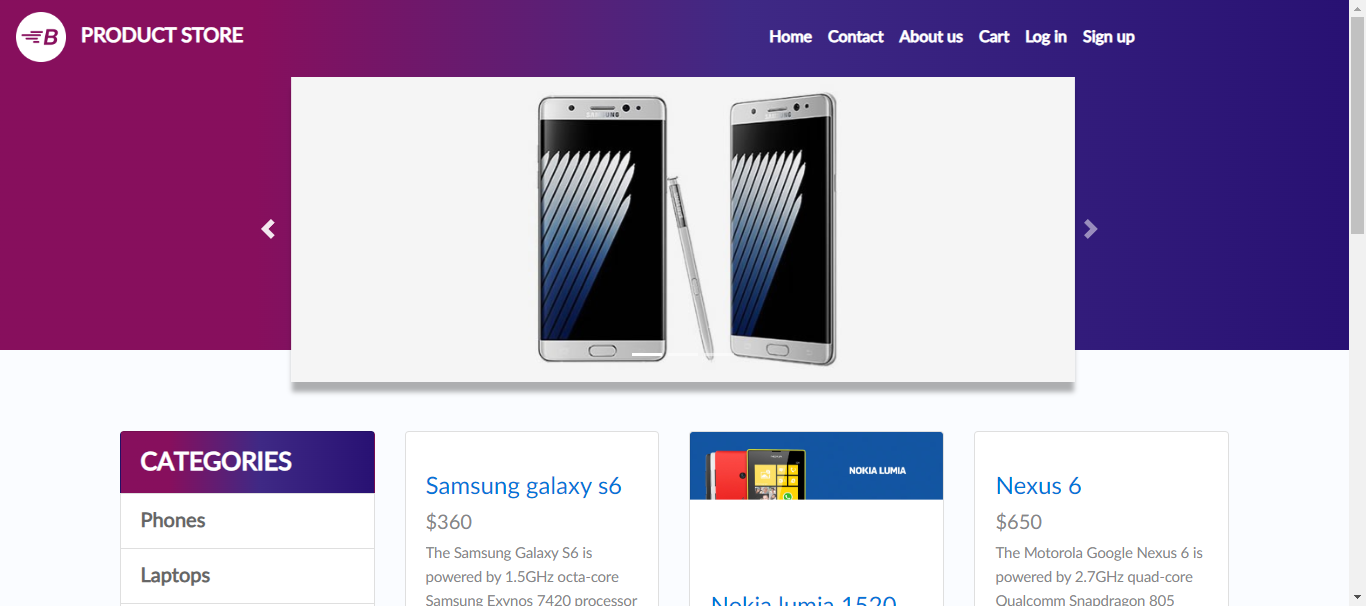 B PRODUCT STORE
Home Contact About us Cart Log in Sign up
SAMSUNG
SAMSUNG
CATEGORIES
Phones
Laptops
Samsung galaxy s6
$360
The Samsung Galaxy S6 is
powered by 1.5GHz octa-core
Samsung Exynos 7420 processor
NOKIA LUMIA
Nokia lumia 1520
Nexus 6
$650
The Motorola Google Nexus 6 is
powered by 2.7GHz quad-core
Qualcomm Snapdragon 805